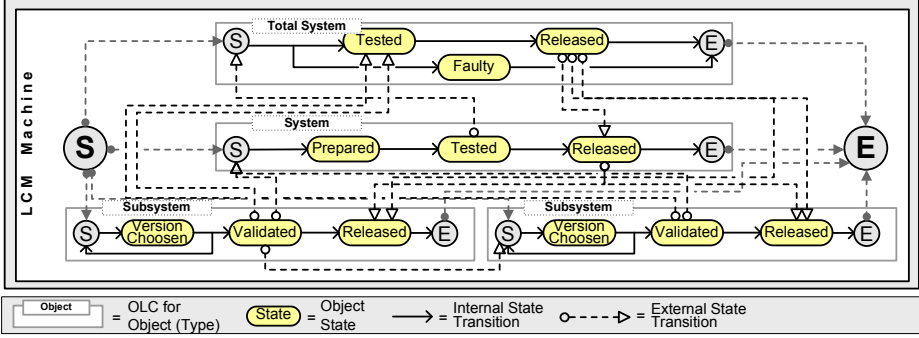 LCM Machine
Total System
S
Tested
Released
E
Faulty
System
S
Prepared
Tested
Released
E
S
E
Subsystem
S
Version
Choosen
Validated
Released
E
Subsystem
S
Version
Choosen
Validated
Released
E
Object
= OLC for
Object (Type)
State
= Object
State
= Internal State
Transition
= External State
Transition